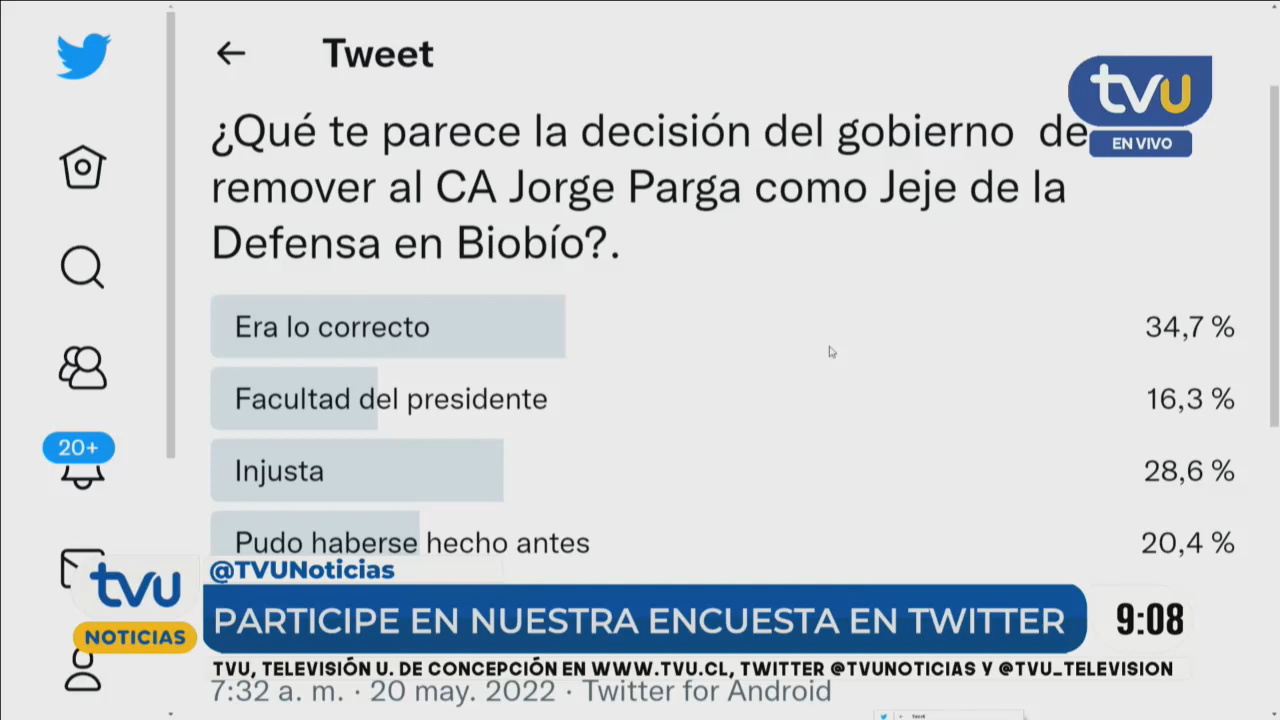 Tweet
tvu
EN VIVO
¿Qué te parece la decisión del gobierno de
remover al CA Jorge Parga como Jeje de la
Defensa en Biobío?.
Era lo correcto 34,7 %
Facultad del presidente 16,3 %
20+
Injusta 28,6 %
Pudo haberse hecho antes 20,4 %
@TVUNoticias
tvu
NOTICIAS
PARTICIPE EN NUESTRA ENCUESTA EN TWITTER
9:08
TVU, TELEVISIÓN U. DE CONCEPCIÓN EN WWW.TVU.CL, TWITTER @TVUNOTICIAS Y @TVU_TELEVISION
7:32 a. m. · 20 may. 2022 · Twitter for Android
Tweet